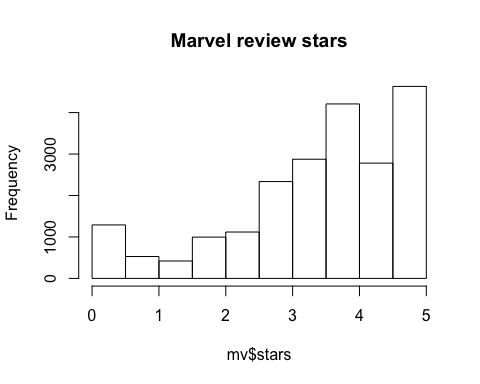 Marvel review stars
Frequency
3000
1000
0
0 1 2 3 4 5
mv$stars